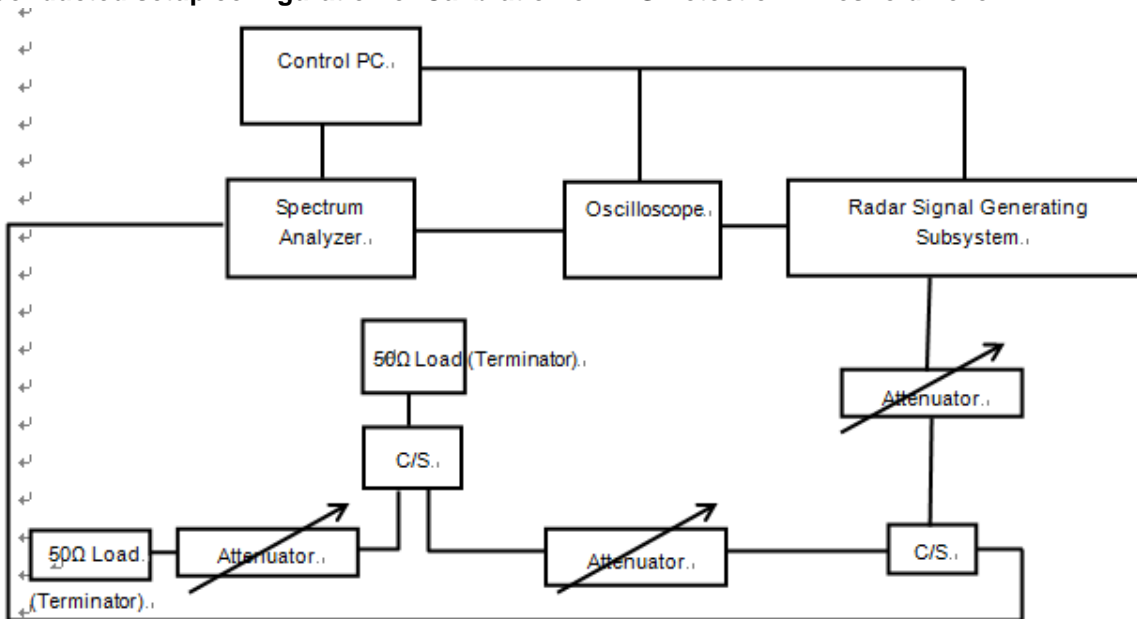 Control PC.
Spectrum
Analyzer.
Oscilloscope.
Radar Signal Generating
Subsystem.
50Ω Load (Terminator).
Attenuator.
C/S.
50Ω Load.
Attenuator.
Attenuator.
C/S.
(Terminator).